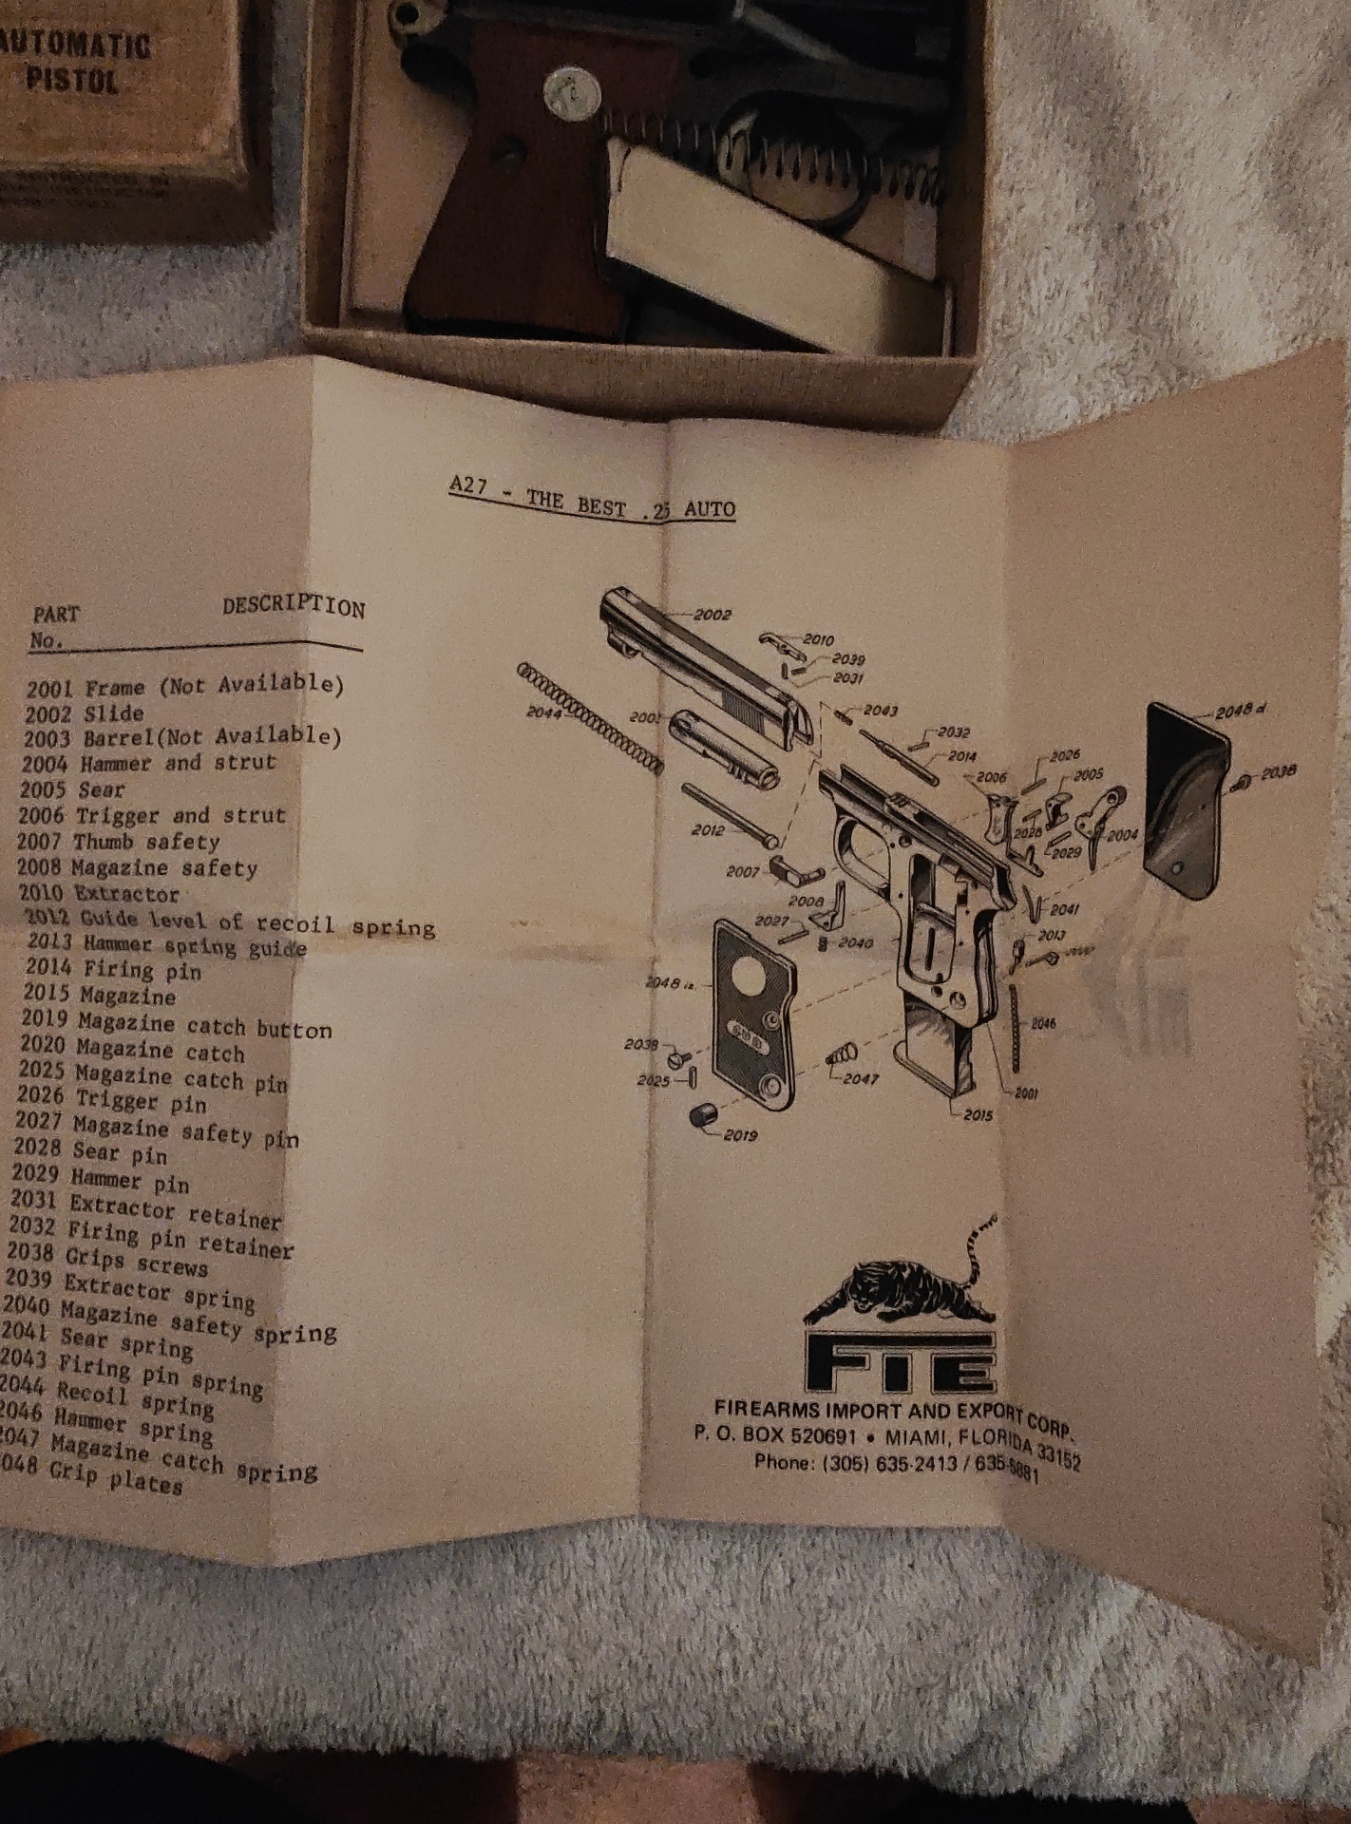 AUTOMATIC
PISTOL
A27 - THE BEST .25 AUTO
PART DESCRIPTION
No.
2001 Frame (Not Available)
2002 Slide
2003 Barrel(Not Available)
2004 Hammer and strut
2005 Sear
2006 Trigger and strut
2007 Thumb safety
2008 Magazine safety
2010 Extractor
2012 Guide level of recoil spring
2013 Hammer spring guide
2014 Firing pin
2015 Magazine
2019 Magazine catch button
2020 Magazine catch
2025 Magazine catch pin
2026 Trigger pin
2027 Magazine safety pin
2028 Sear pin
2029 Hammer pin
2031 Extractor retainer
2032 Firing pin retainer
2038 Grips screws
2039 Extractor spring
2040 Magazine safety spring
2041 Sear spring
2043 Firing pin spring
2044 Recoil spring
2046 Hammer spring
2047 Magazine catch spring
2048 Grip plates
2002
2010
2039
2031
2044
2043
2032
2014
2048 d
2026
2006
2005
2038
2012
2028
2004
2029
2007
2008
2041
2027
2040
2013
2046
2038
2047
2025
2001
2015
2019
FIE
FIREARMS IMPORT AND EXPORT CORP.
P. O. BOX 520691 • MIAMI, FLORIDA 33152
Phone: (305) 635-2413 / 635-5881